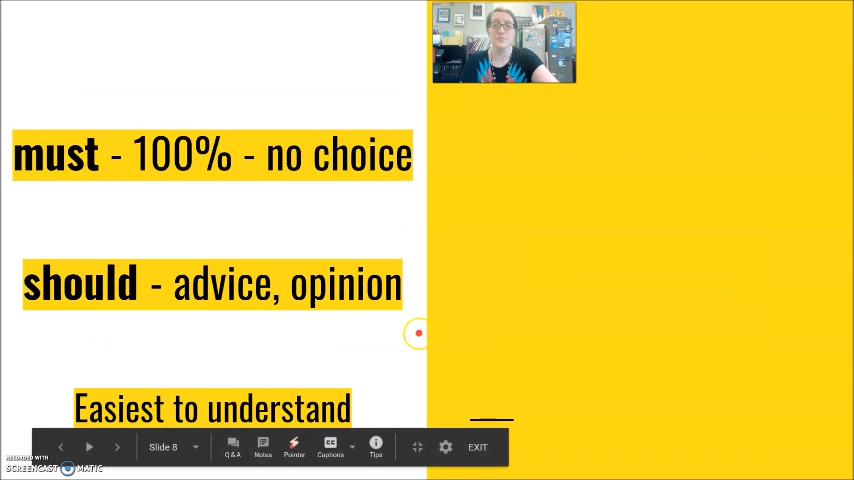 must - 100% - no choice
should - advice, opinion
Easiest to understand
Slide 8
Q & A
Notes
Pointer
Captions
Tips
EXIT
RECORDED WITH
SCREENCAST MATIC